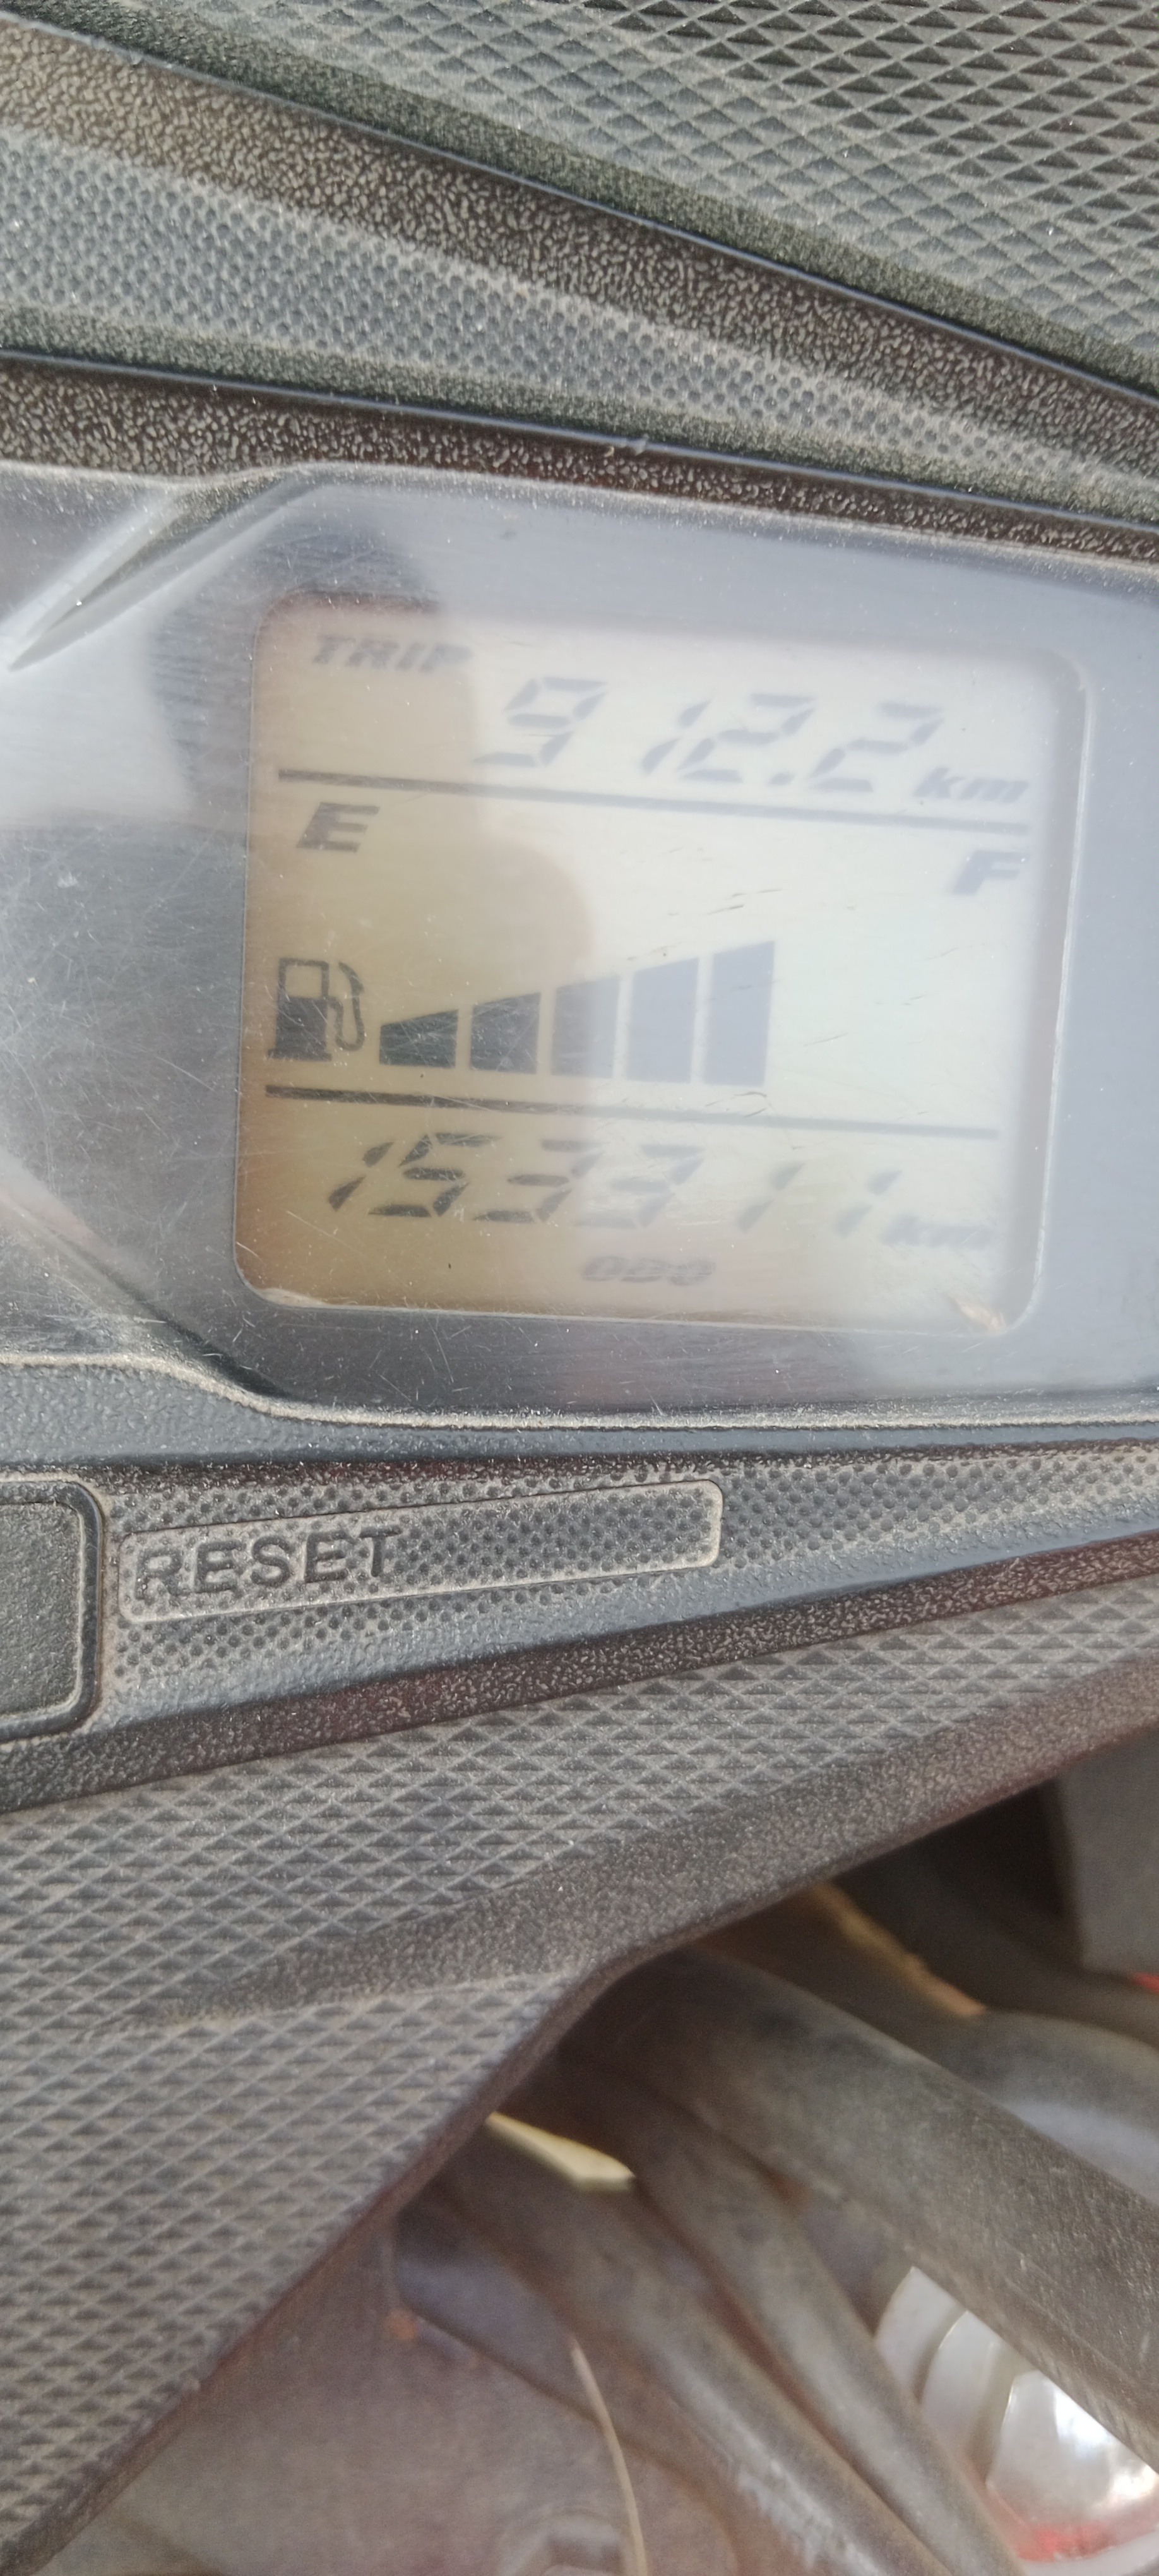 TRIP
912.2 km
E
F
153311 km
ODO
RESET